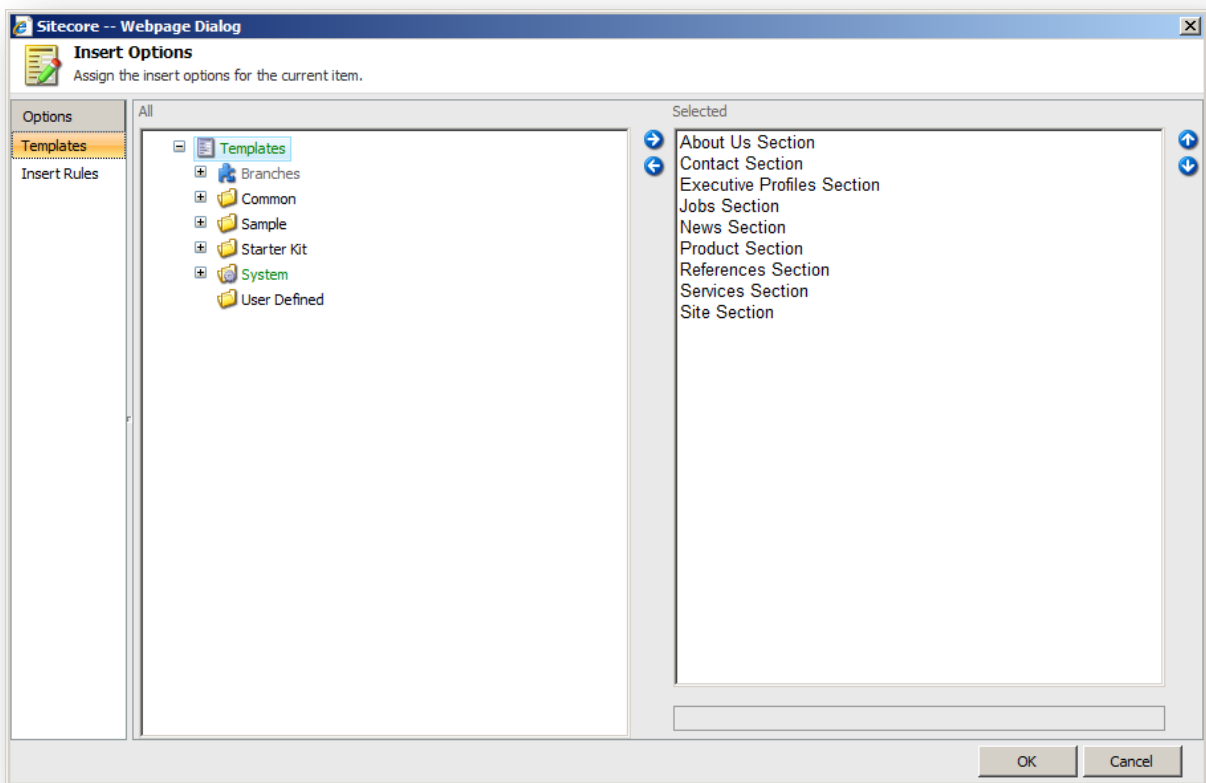 Sitecore -- Webpage Dialog
Insert Options
Assign the insert options for the current item.
Options
Templates
Insert Rules
All
Templates
Branches
Common
Sample
Starter Kit
System
User Defined
Selected
About Us Section
Contact Section
Executive Profiles Section
Jobs Section
News Section
Product Section
References Section
Services Section
Site Section
OK
Cancel